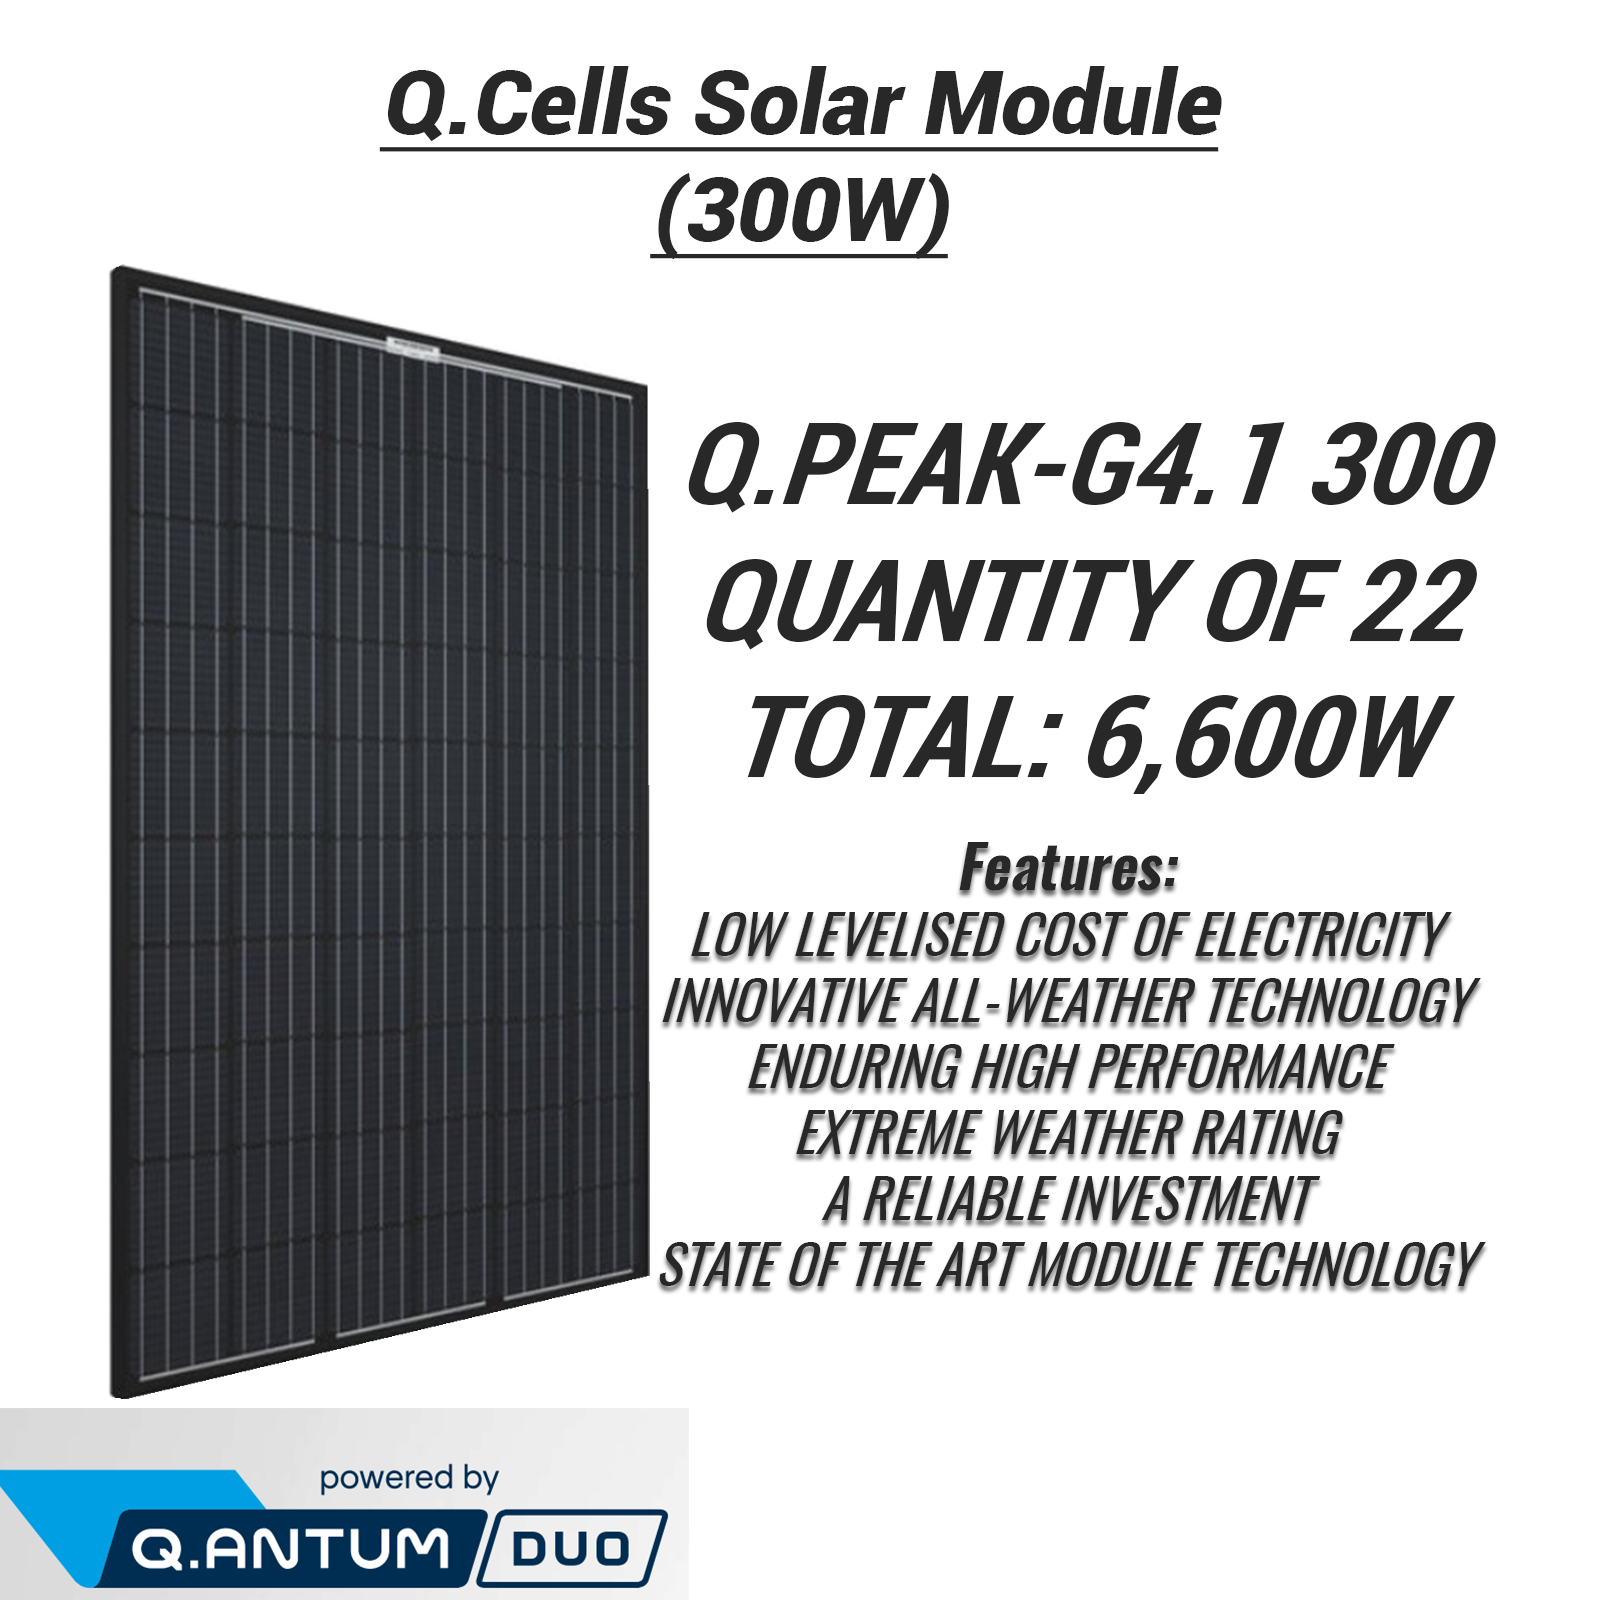 Q.Cells Solar Module
(300W)
Q.PEAK-G4.1 300
QUANTITY OF 22
TOTAL: 6,600W
Features:
LOW LEVELISED COST OF ELECTRICITY
INNOVATIVE ALL-WEATHER TECHNOLOGY
ENDURING HIGH PERFORMANCE
EXTREME WEATHER RATING
A RELIABLE INVESTMENT
STATE OF THE ART MODULE TECHNOLOGY
powered by
Q.ANTUM DUO